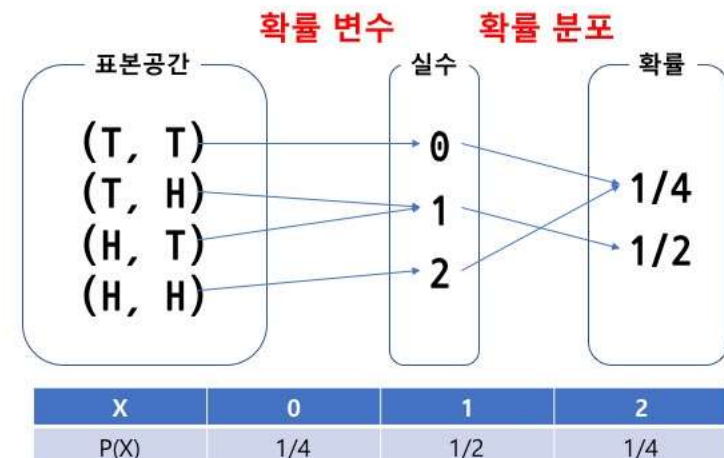 확률 변수 확률 분포
표본공간 실수 확률
(T, T) 0
(T, H) 1 1/4
(H, T) 1/2
(H, H) 2
X 0 1 2
P(X) 1/4 1/2 1/4